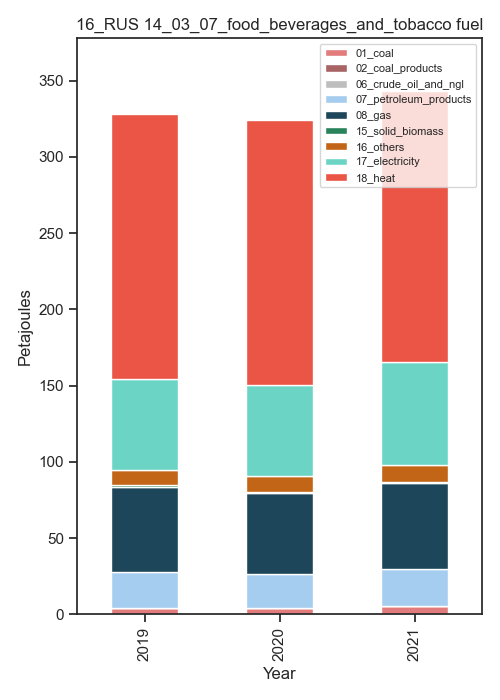 16_RUS 14_03_07_food_beverages_and_tobacco fuel
01_coal
02_coal_products
06_crude_oil_and_ngl
07_petroleum_products
08_gas
15_solid_biomass
16_others
17_electricity
18_heat
Petajoules
350
300
250
200
150
100
50
0
2019
2020
2021
Year